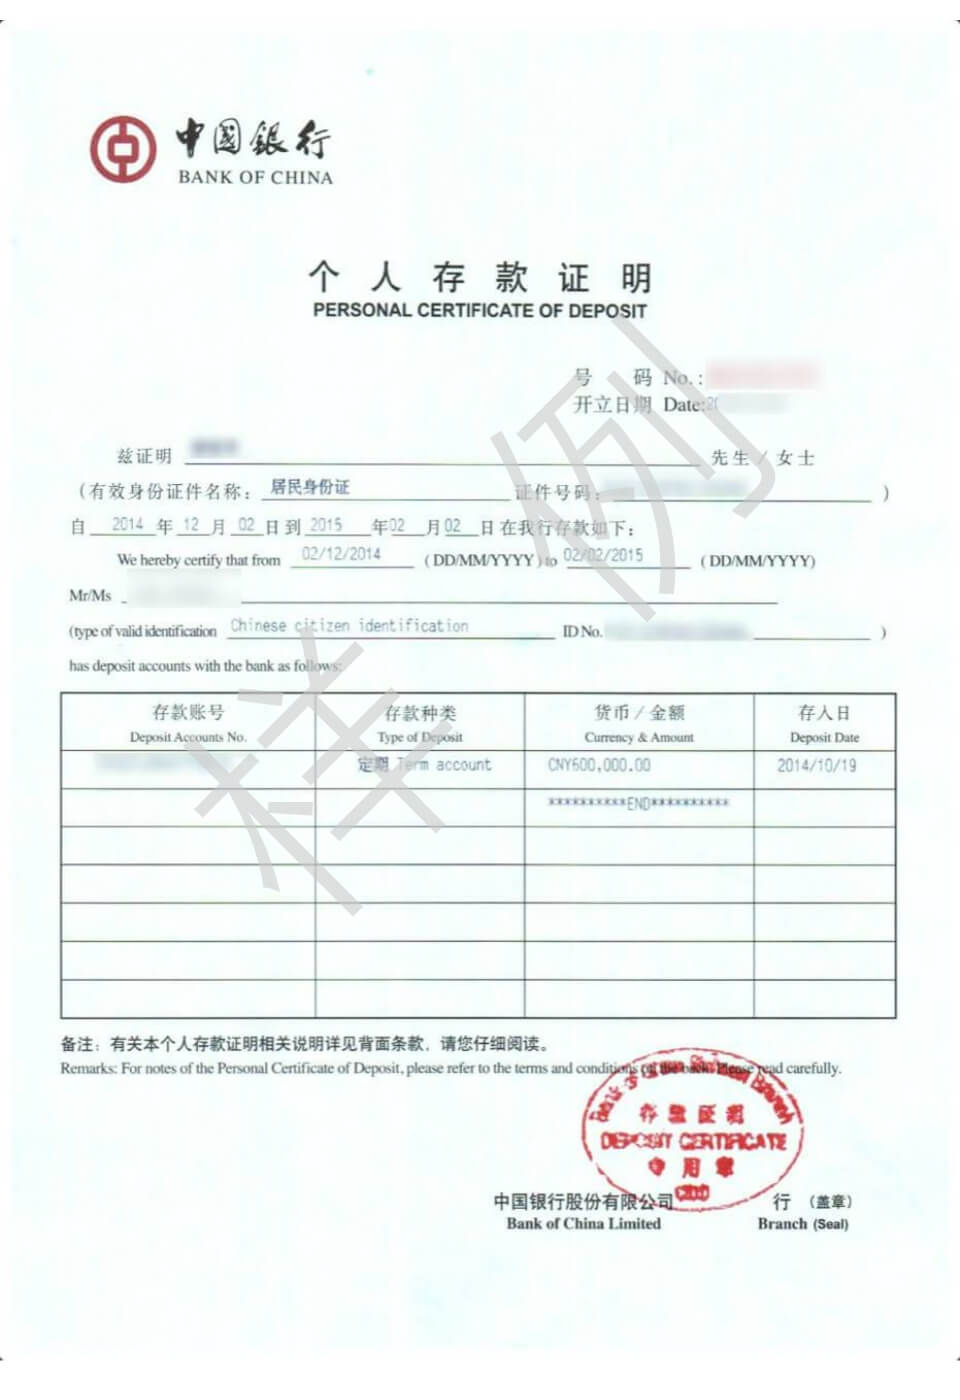 中国银行
BANK OF CHINA
个人存款证明
PERSONAL CERTIFICATE OF DEPOSIT
号 码 No.:
开立日期 Date:20
兹证明 先生 / 女士
(有效身份证件名称: 居民身份证 证件号码: )
自 2014 年 12 月 02 日到 2015 年 02 月 02 日在我行存款如下:
We hereby certify that from 02/12/2014 (DD/MM/YYYY) to 02/02/2015 (DD/MM/YYYY)
Mr/Ms
(type of valid identification Chinese citizen identification ID No. )
has deposit accounts with the bank as follows:
存款账号 存款种类 货币 / 金额 存入日
Deposit Accounts No. Type of Deposit Currency & Amount Deposit Date
定期 Term account CNY600,000.00 2014/10/19
**********END**********
样例
备注: 有关本个人存款证明相关说明详见背面条款, 请您仔细阅读。
Remarks: For notes of the Personal Certificate of Deposit, please refer to the terms and conditions on the back. Please read carefully.
Bank of Branch
存款证明
DEPOSIT CERTIFICATE
专用章
中国银行股份有限公司 行 (盖章)
Bank of China Limited Branch (Seal)